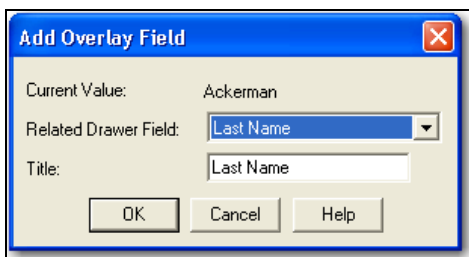 Add Overlay Field
Current Value: Ackerman
Related Drawer Field: Last Name
Title: Last Name
OK Cancel Help